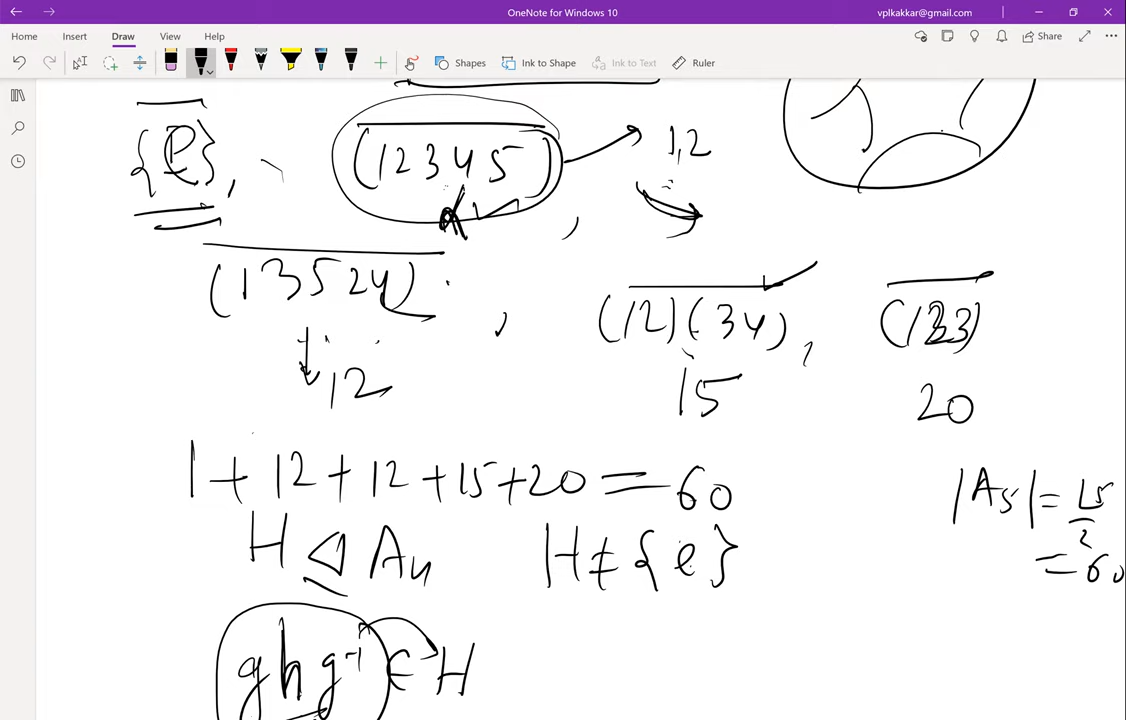 OneNote for Windows 10
vplkakkar@gmail.com
Home Insert Draw View Help
Shapes Ink to Shape Ink to Text Ruler Share
{e}, (12345) → 12
,
(13524) , (12)(34), (123)
↓12 15 20
1+12+12+15+20=60
|A5| = ⌊5/2
= 60
H ⊲ A4 H≠{e}
ghg⁻¹ ∈ H